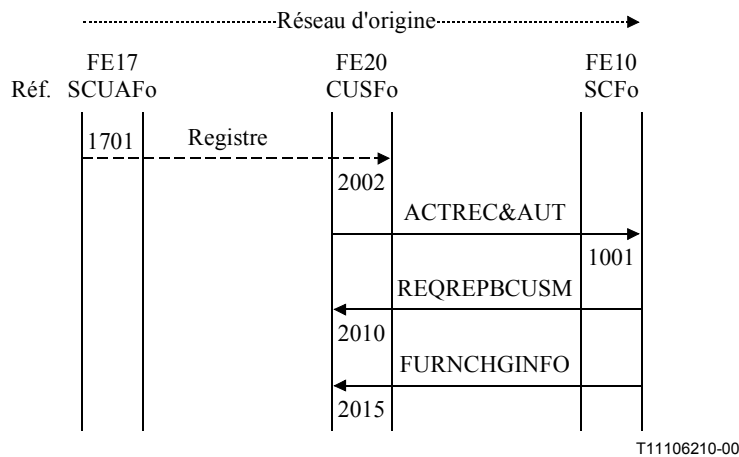 Réseau d'origine
FE17 FE20 FE10
Réf. SCUAFo CUSFo SCFo
1701 Registre
2002
ACTREC&AUT
1001
REQREPBCUSM
2010
FURNCHGINFO
2015
T11106210-00